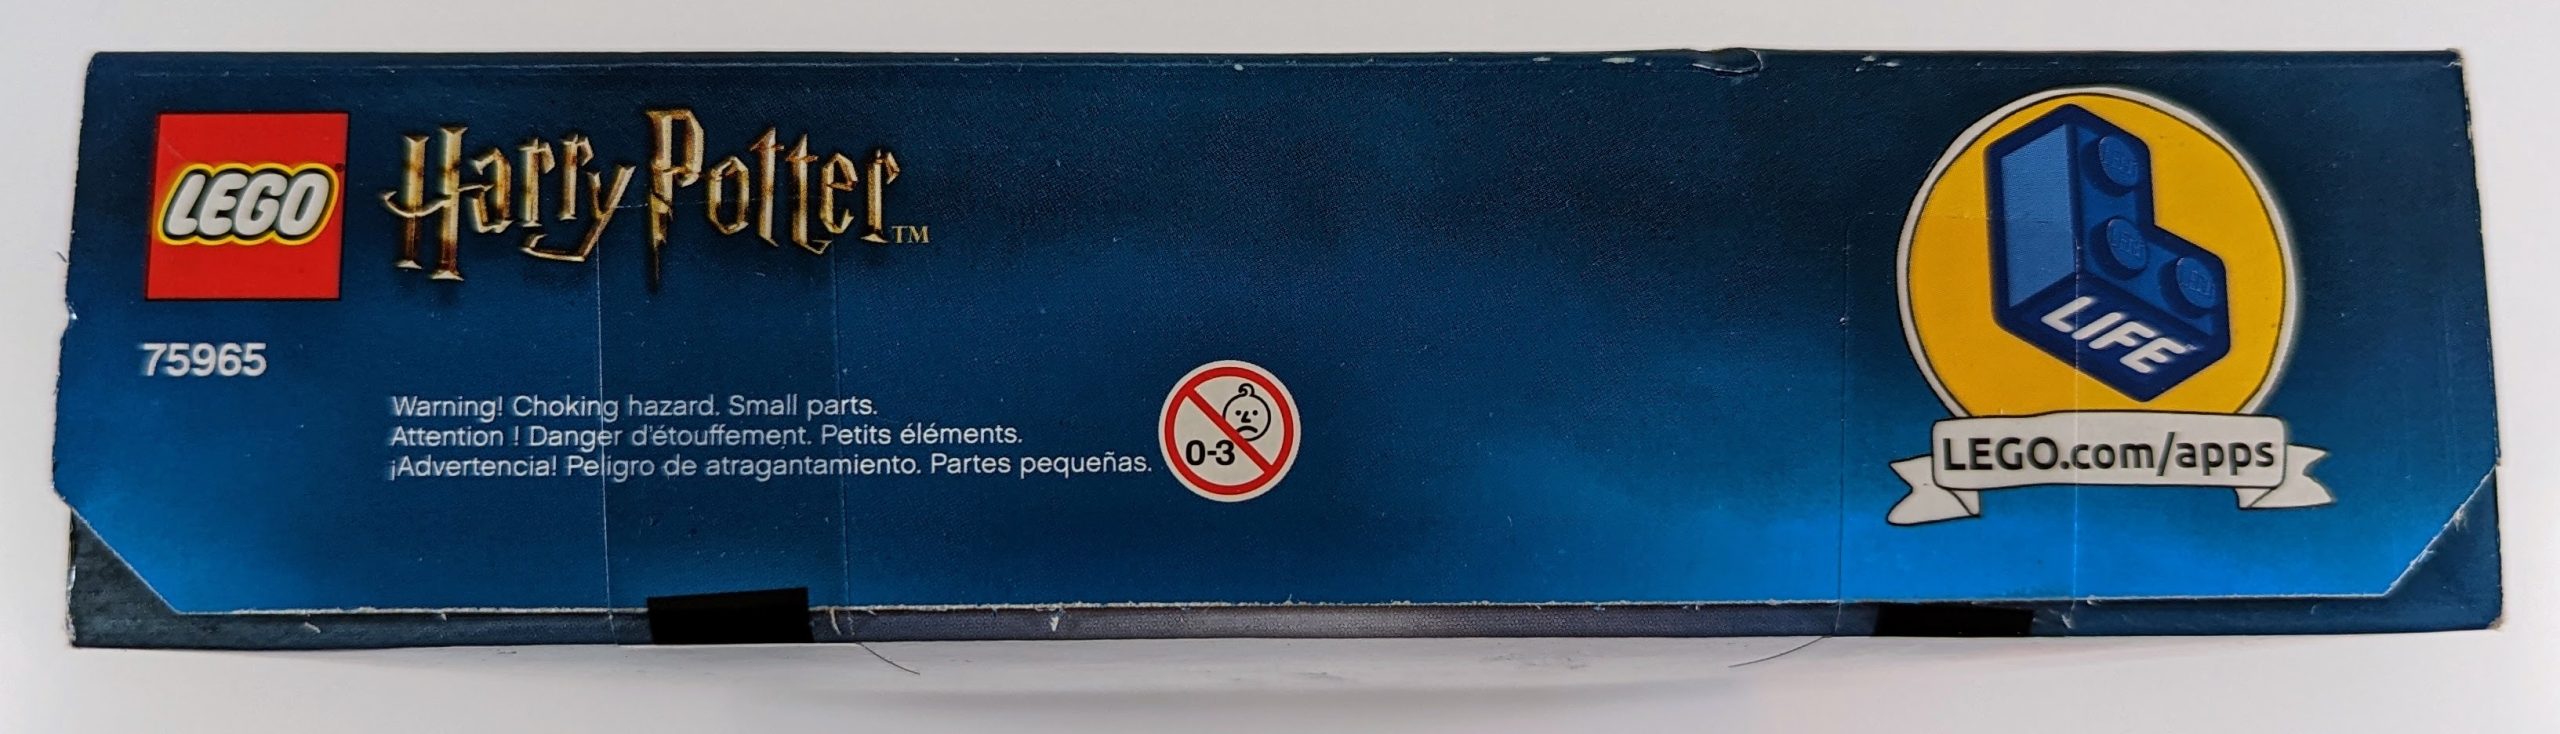 LEGO®
Harry Potter™
75965
Warning! Choking hazard. Small parts.
Attention ! Danger d'étouffement. Petits éléments.
¡Advertencia! Peligro de atragantamiento. Partes pequeñas.
0-3
LIFE™
LEGO.com/apps